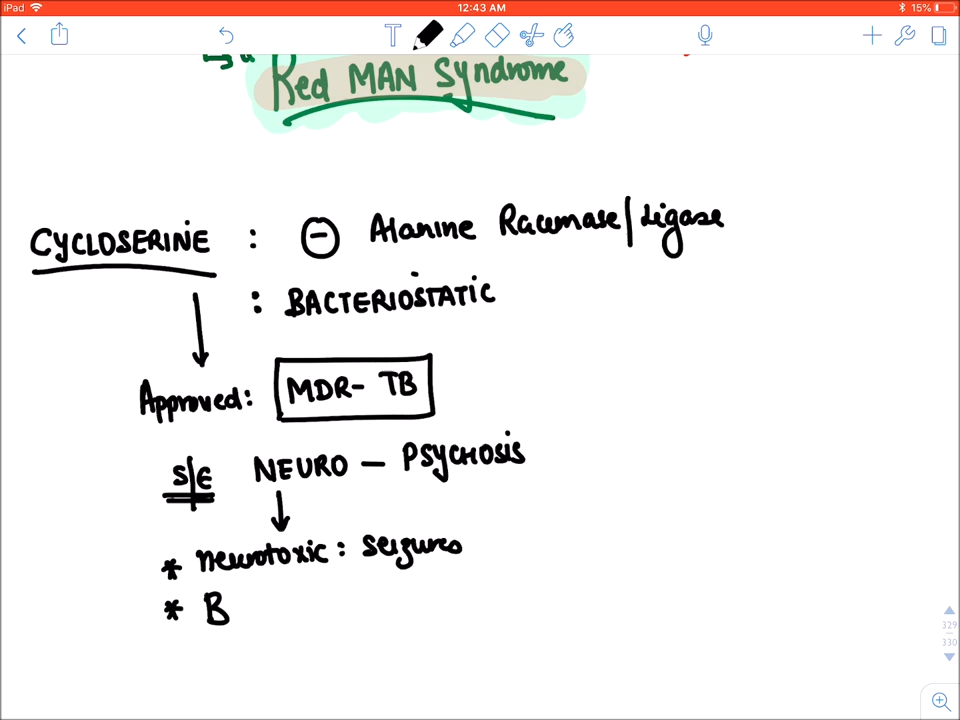 iPad 12:43 AM 15%
T
Red MAN Syndrome
CYCLOSERINE : ⊖ Alanine Racemase/Ligase
: BACTERIOSTATIC
Approved: MDR- TB
S/E NEURO — PSYCHOSIS
* neurotoxic: seizures
* B
329
330